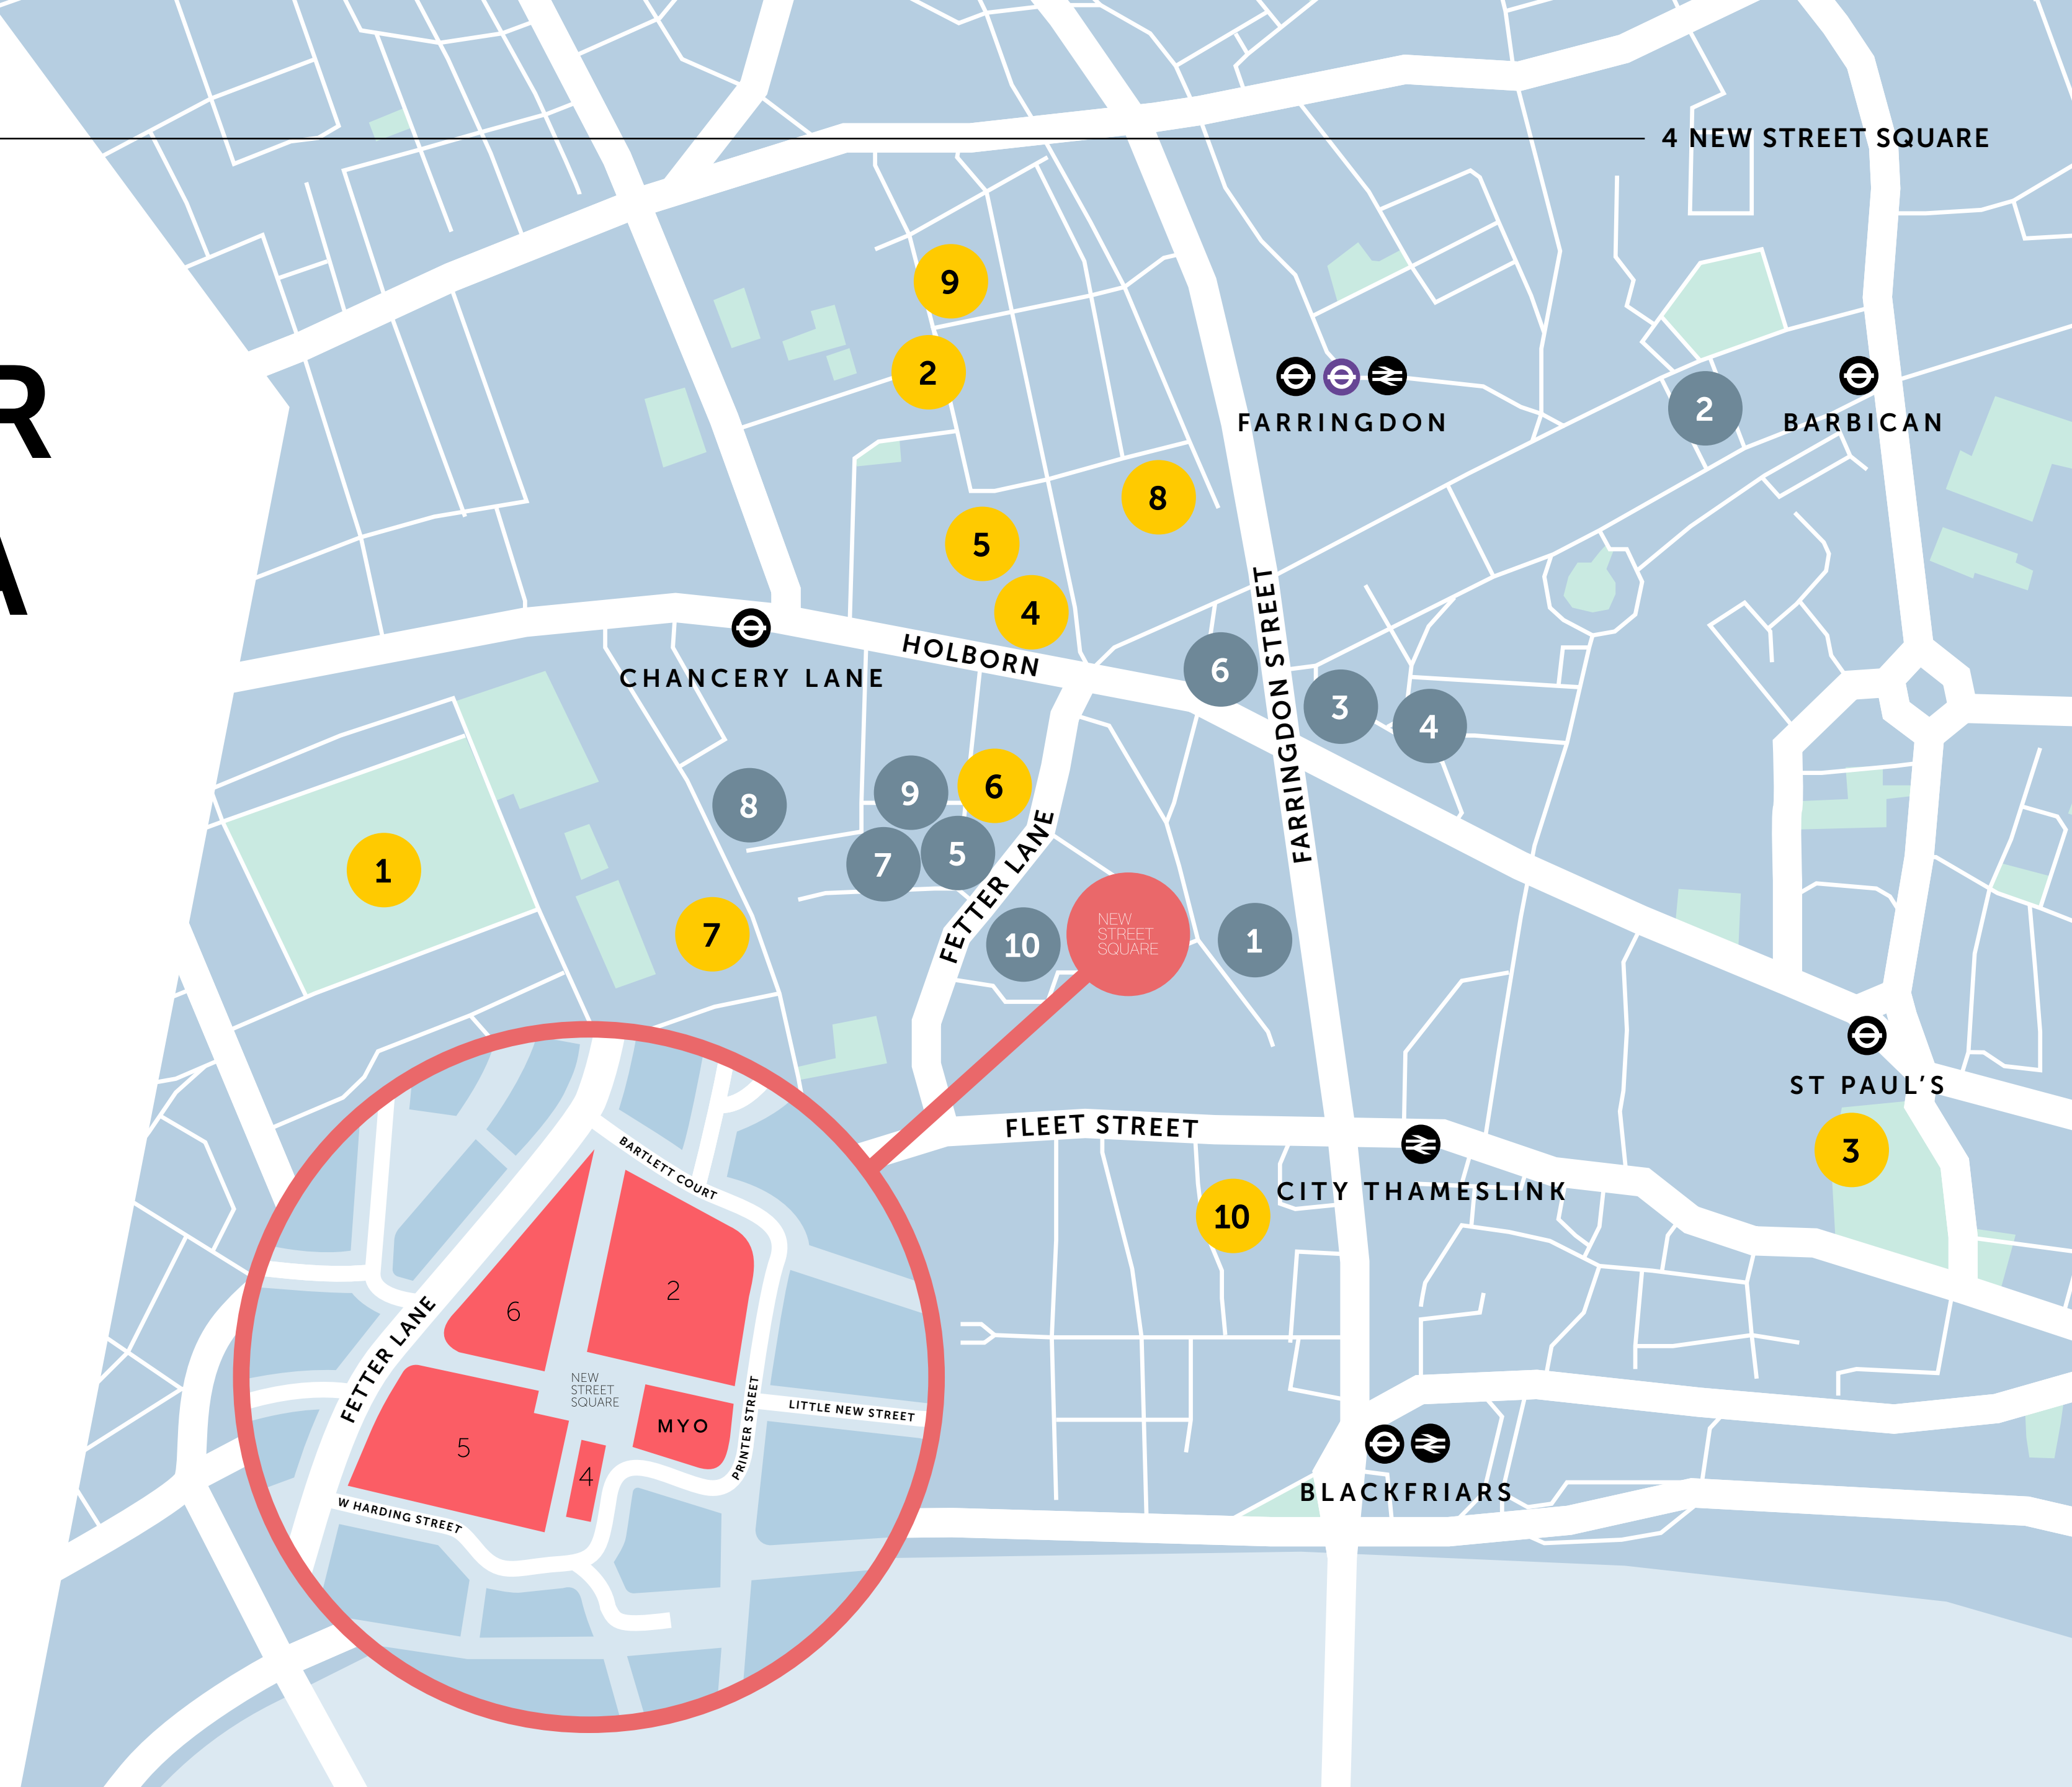 4 NEW STREET SQUARE
R
A
9
2
8
5
4
FARRINGDON
2
BARBICAN
CHANCERY LANE
HOLBORN
FARRINGDON STREET
6
3
4
8
9
6
7
5
1
7
FETTER LANE
10
NEW
STREET
SQUARE
1
ST PAUL'S
3
FLEET STREET
CITY THAMESLINK
10
BLACKFRIARS
BARTLETT COURT
6
2
FETTER LANE
NEW
STREET
SQUARE
MYO
PRINTER STREET
LITTLE NEW STREET
5
4
W HARDING STREET